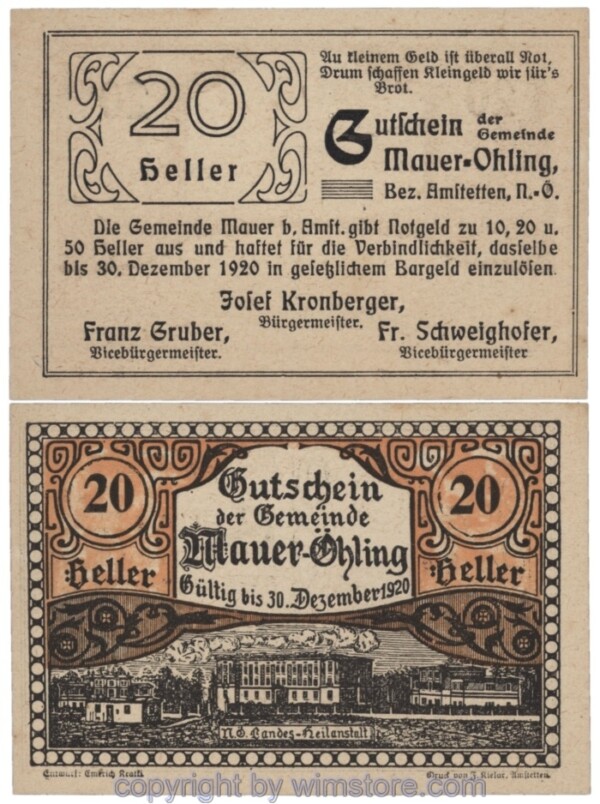 20
Heller
Au kleinem Geld ist überall Not,
Drum schaffen Kleingeld wir für's
Brot.
Gutschein der Gemeinde
Mauer-Öhling,
Bez. Amstetten, N.-Ö.
Die Gemeinde Mauer b. Amst. gibt Notgeld zu 10, 20 u.
50 Heller aus und haftet für die Verbindlichkeit, dasselbe
bis 30. Dezember 1920 in gesetzlichem Bargeld einzulösen.
Josef Kronberger,
Bürgermeister.
Franz Gruber,
Vicebürgermeister.
Fr. Schweighofer,
Vicebürgermeister
20
Heller
Gutschein
der Gemeinde
Mauer-Öhling
Gültig bis 30. Dezember 1920
20
Heller
N.Ö. Landes-Heilanstalt
Entwurf: Emerich
Druck von J. Amstetten.
copyright by wimstore.com